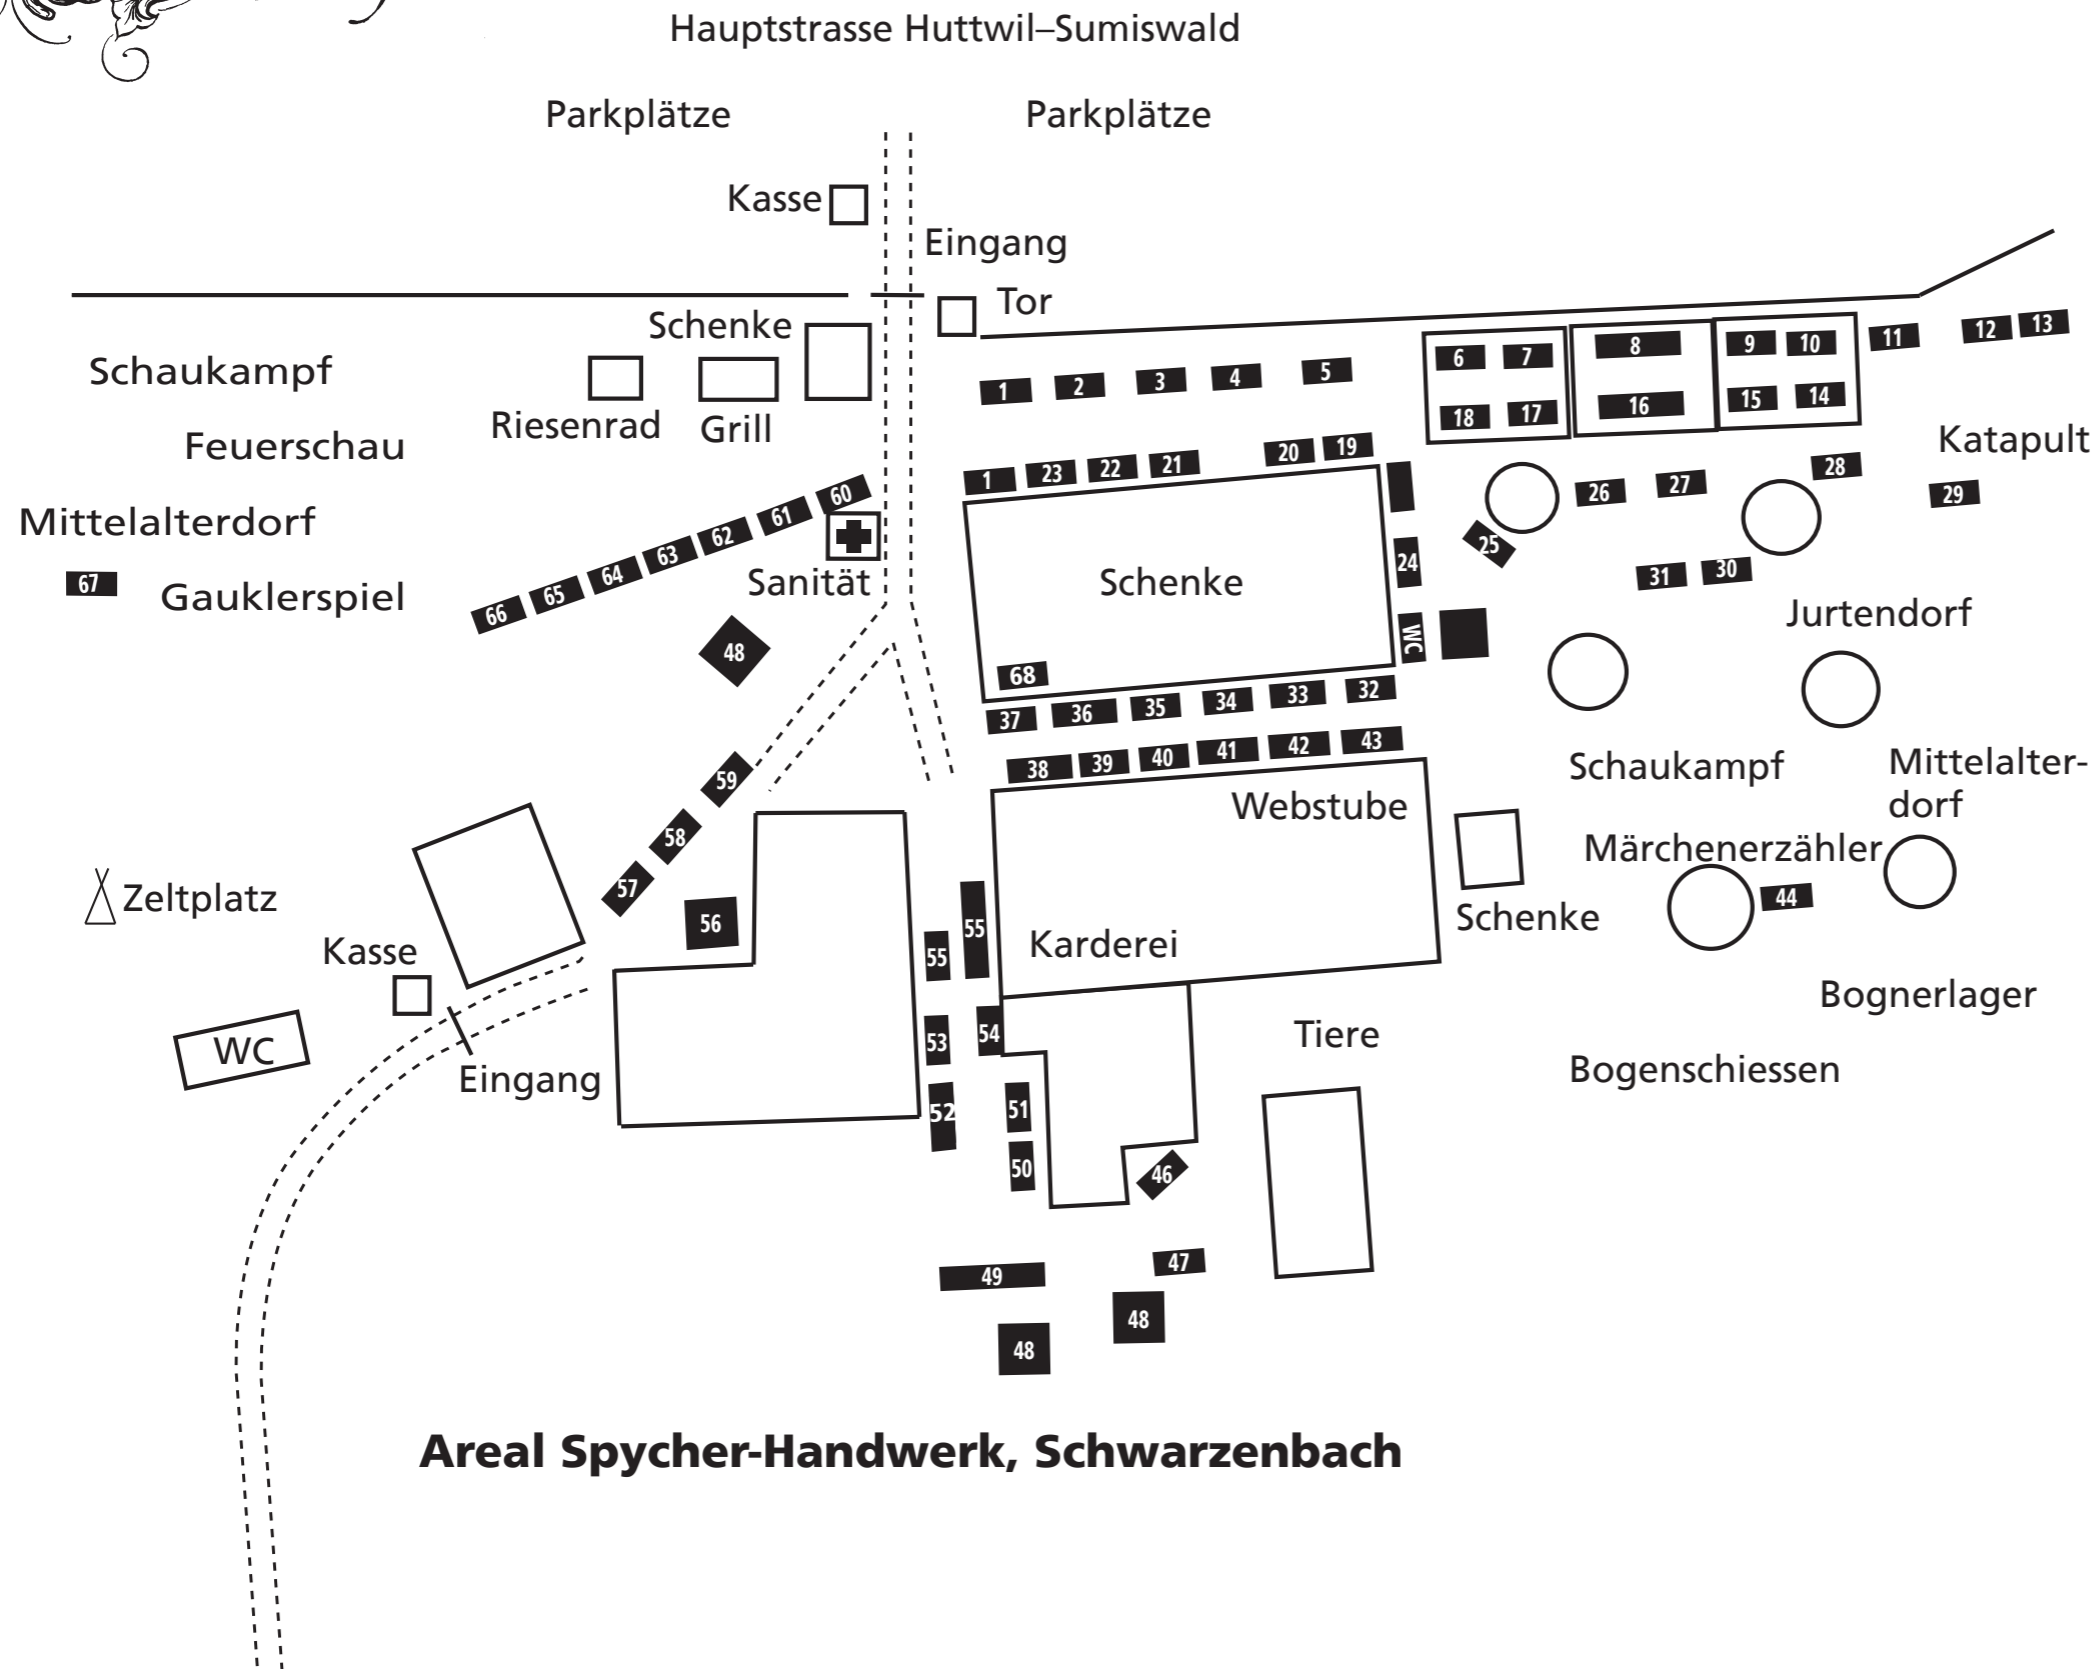 Hauptstrasse Huttwil–Sumiswald
Parkplätze
Parkplätze
Kasse
Eingang
Tor
Schenke
Schaukampf
Riesenrad
Grill
Feuerschau
Mittelalterdorf
67
Gauklerspiel
1
2
3
4
5
6
7
8
9
10
11
12
13
18
17
16
15
14
Katapult
1
23
22
21
20
19
26
27
28
29
60
61
62
63
64
65
66
Sanität
48
Schenke
24
25
31
30
WC
Jurtendorf
68
37
36
35
34
33
32
38
39
40
41
42
43
Webstube
Schaukampf
Mittelalter-
dorf
Märchenerzähler
44
Schenke
59
58
57
56
55
55
Karderei
Zeltplatz
Kasse
WC
Eingang
53
54
52
51
50
46
Tiere
Bognerlager
Bogenschiessen
49
47
48
48
Areal Spycher-Handwerk, Schwarzenbach